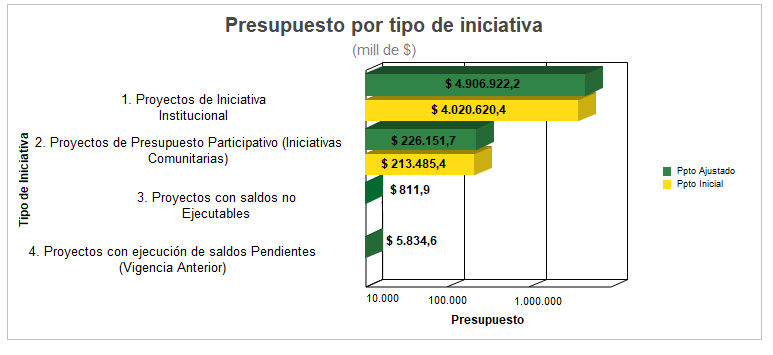 Presupuesto por tipo de iniciativa
(mill de $)
Tipo de Iniciativa
1. Proyectos de Iniciativa
Institucional
$ 4.906.922,2
$ 4.020.620,4
2. Proyectos de Presupuesto Participativo (Iniciativas
Comunitarias)
$ 226.151,7
$ 213.485,4
3. Proyectos con saldos no
Ejecutables
$ 811,9
4. Proyectos con ejecución de saldos Pendientes
(Vigencia Anterior)
$ 5.834,6
Ppto Ajustado
Ppto Inicial
10.000 100.000 1.000.000
Presupuesto